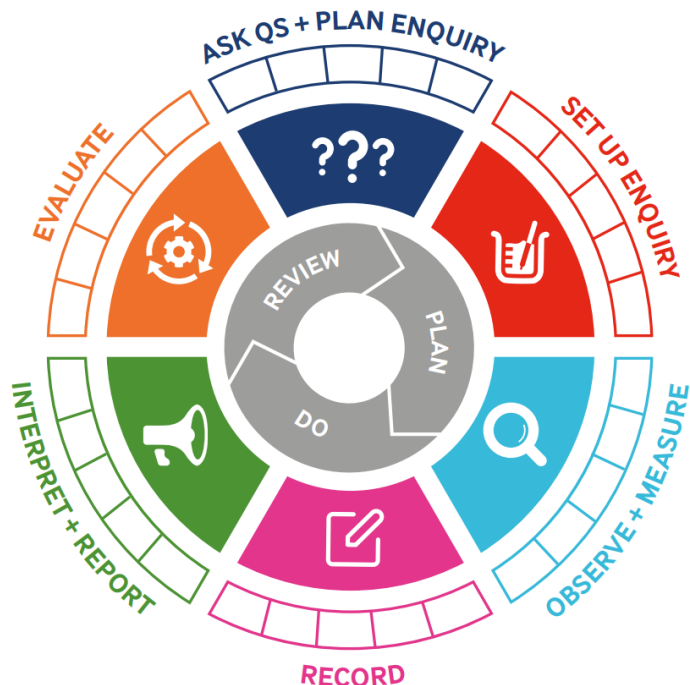 ASK QS + PLAN ENQUIRY
SET UP ENQUIRY
OBSERVE + MEASURE
RECORD
INTERPRET + REPORT
EVALUATE
???
REVIEW
PLAN
DO